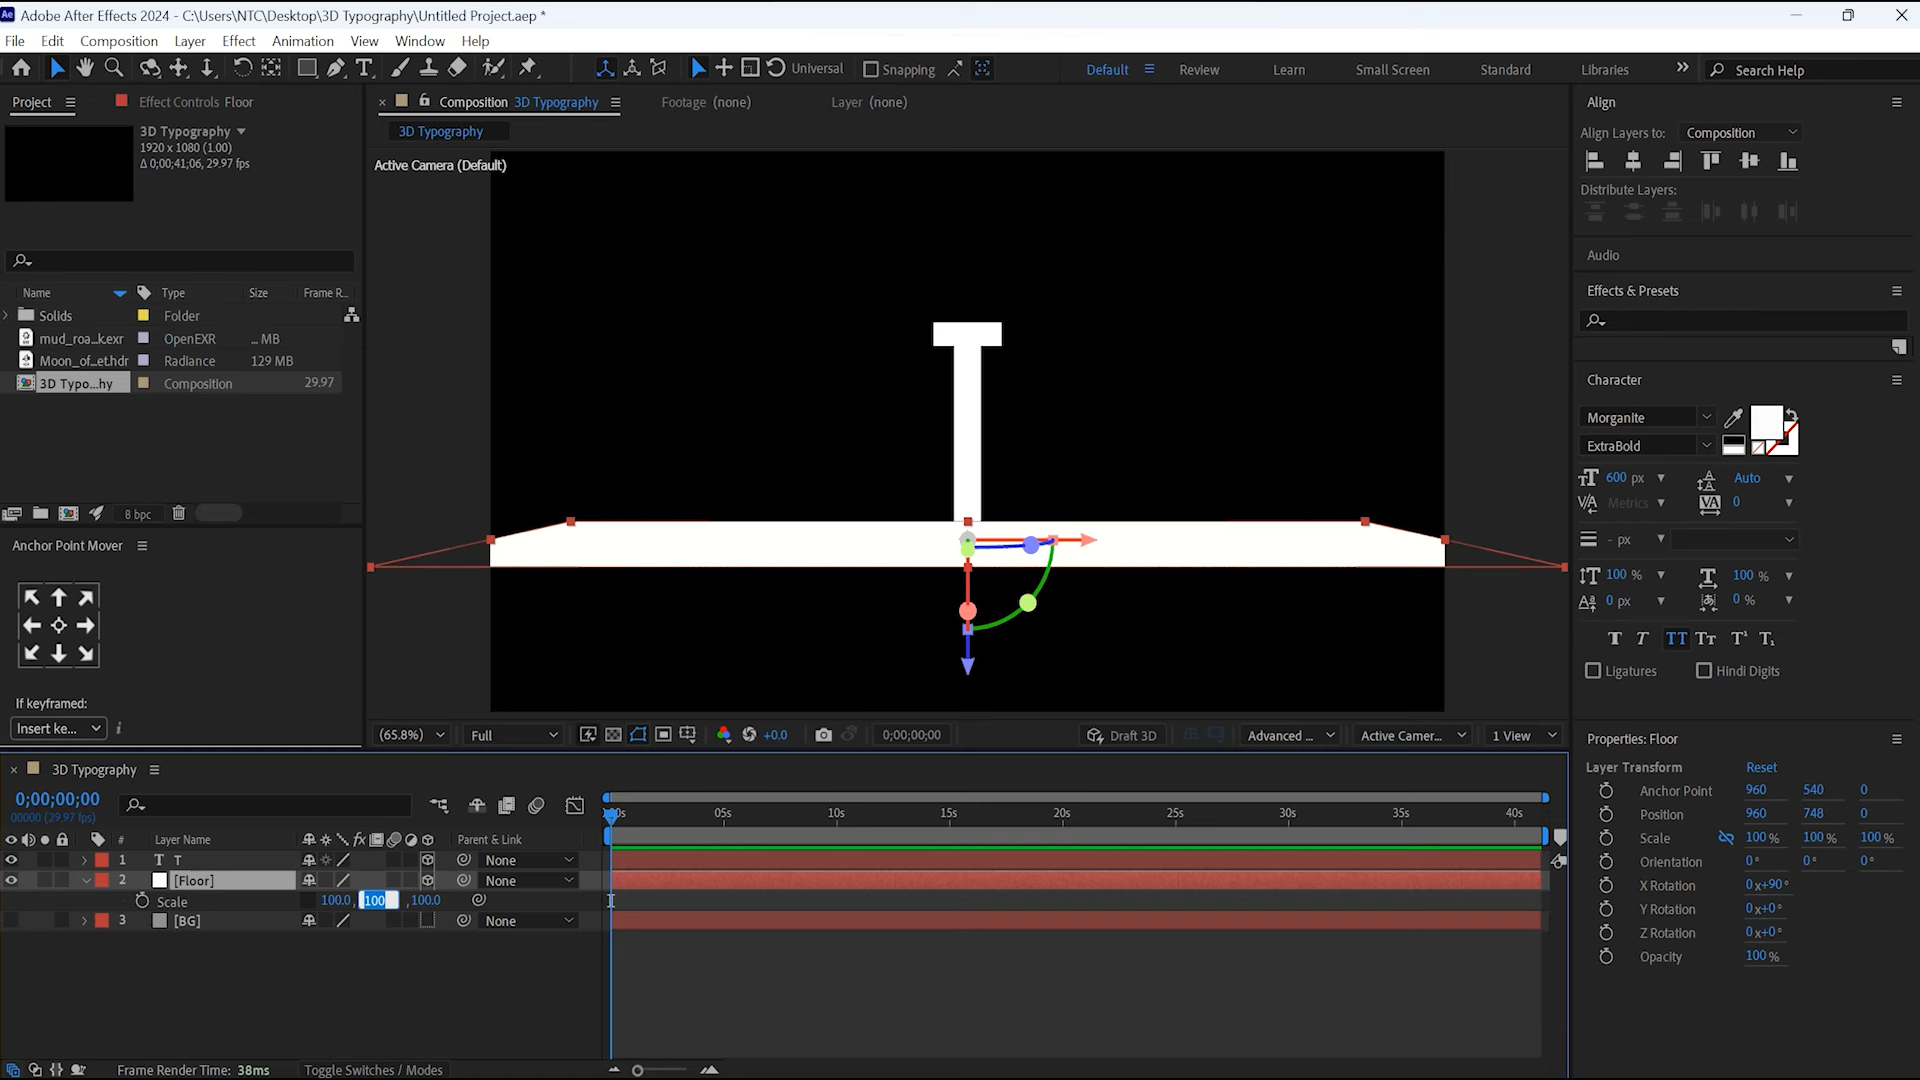 Adobe After Effects 2024 - C:\Users\NTC\Desktop\3D Typography\Untitled Project.aep *
File Edit Composition Layer Effect Animation View Window Help
Universal Snapping Default Review Learn Small Screen Standard Libraries Search Help
Project Effect Controls Floor
3D Typography
1920 x 1080 (1.00)
Δ 0;00;41;06, 29.97 fps
Name Type Size Frame R...
Solids Folder
mud_roa...k.exr OpenEXR ... MB
Moon_of...et.hdr Radiance 129 MB
3D Typo...hy Composition 29.97
8 bpc
Anchor Point Mover
If keyframed:
Insert ke...
Composition 3D Typography Footage (none) Layer (none)
3D Typography
Active Camera (Default)
T
(65.8%) Full +0.0 0;00;00;00 Draft 3D Advanced ... Active Camer... 1 View
Align
Align Layers to: Composition
Distribute Layers:
Audio
Effects & Presets
Character
Morganite
ExtraBold
600 px Auto
Metrics 0
- px
100 % 100 %
0 px 0 %
T T TT Tт T¹ T₁
Ligatures Hindi Digits
Properties: Floor
Layer Transform Reset
Anchor Point 960 540 0
Position 960 748 0
Scale 100 % 100 % 100 %
Orientation 0° 0° 0°
X Rotation 0x+90°
Y Rotation 0x+0°
Z Rotation 0x+0°
Opacity 100 %
3D Typography
0;00;00;00
00000 (29.97 fps)
:00s 05s 10s 15s 20s 25s 30s 35s 40s
# Layer Name fx Parent & Link
1 T T None
2 [Floor] None
Scale 100.0, 100 ,100.0
3 [BG] None
Frame Render Time: 38ms Toggle Switches / Modes